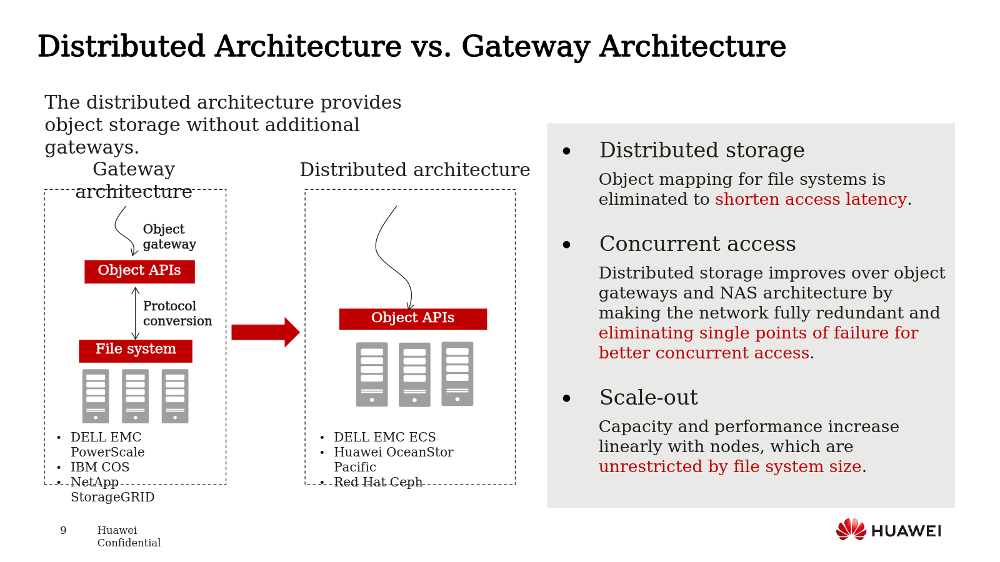 Distributed Architecture vs. Gateway Architecture
The distributed architecture provides
object storage without additional
gateways.
Gateway
architecture
Object
gateway
Object APIs
Protocol
conversion
File system
• DELL EMC
PowerScale
• IBM COS
• NetApp
StorageGRID
Distributed architecture
Object APIs
• DELL EMC ECS
• Huawei OceanStor
Pacific
• Red Hat Ceph
• Distributed storage
Object mapping for file systems is
eliminated to shorten access latency.
• Concurrent access
Distributed storage improves over object
gateways and NAS architecture by
making the network fully redundant and
eliminating single points of failure for
better concurrent access.
• Scale-out
Capacity and performance increase
linearly with nodes, which are
unrestricted by file system size.
9
Huawei
Confidential
HUAWEI